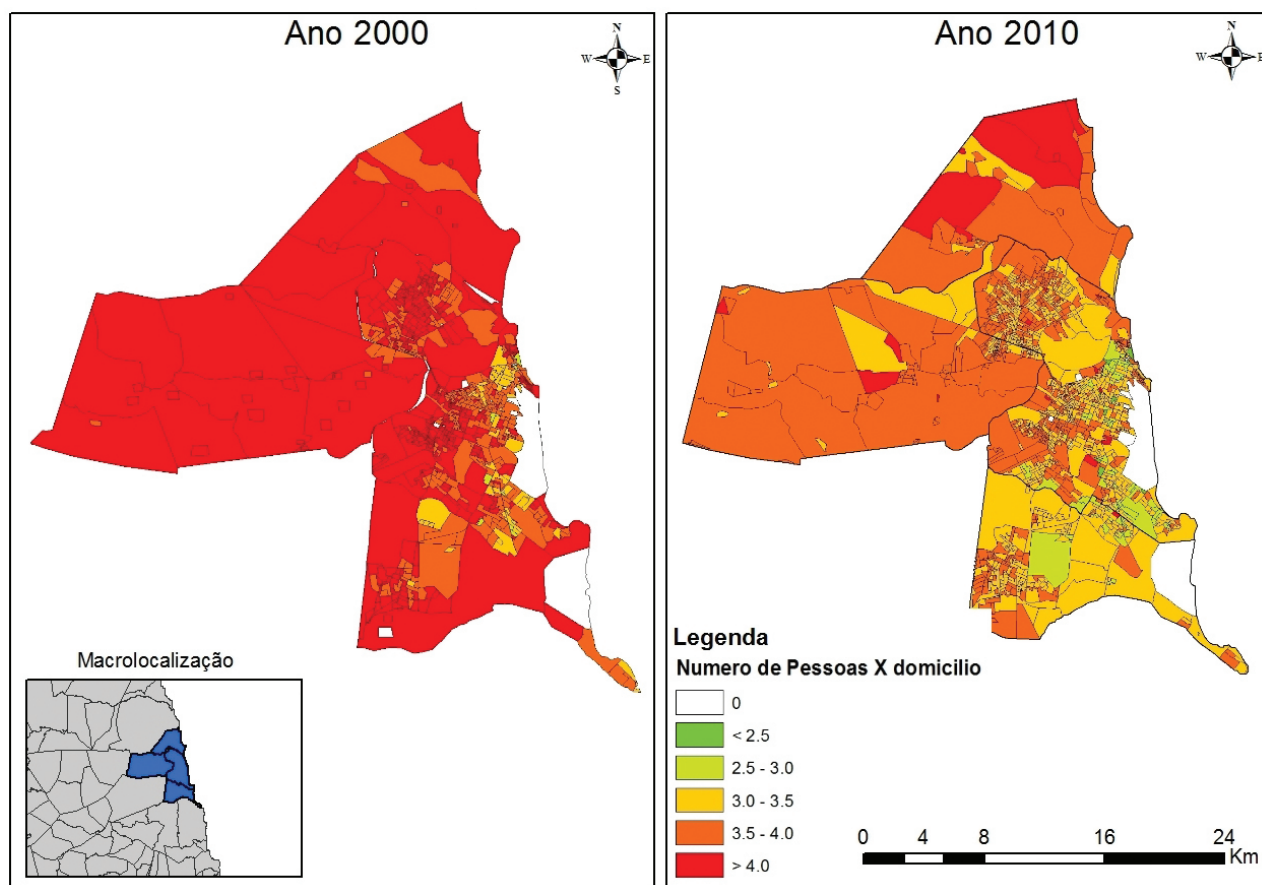 Ano 2000
N
W E
S
Macrolocalização
Ano 2010
N
W E
S
Legenda
Numero de Pessoas X domicilio
0
< 2.5
2.5 - 3.0
3.0 - 3.5
3.5 - 4.0
> 4.0
0 4 8 16 24
Km